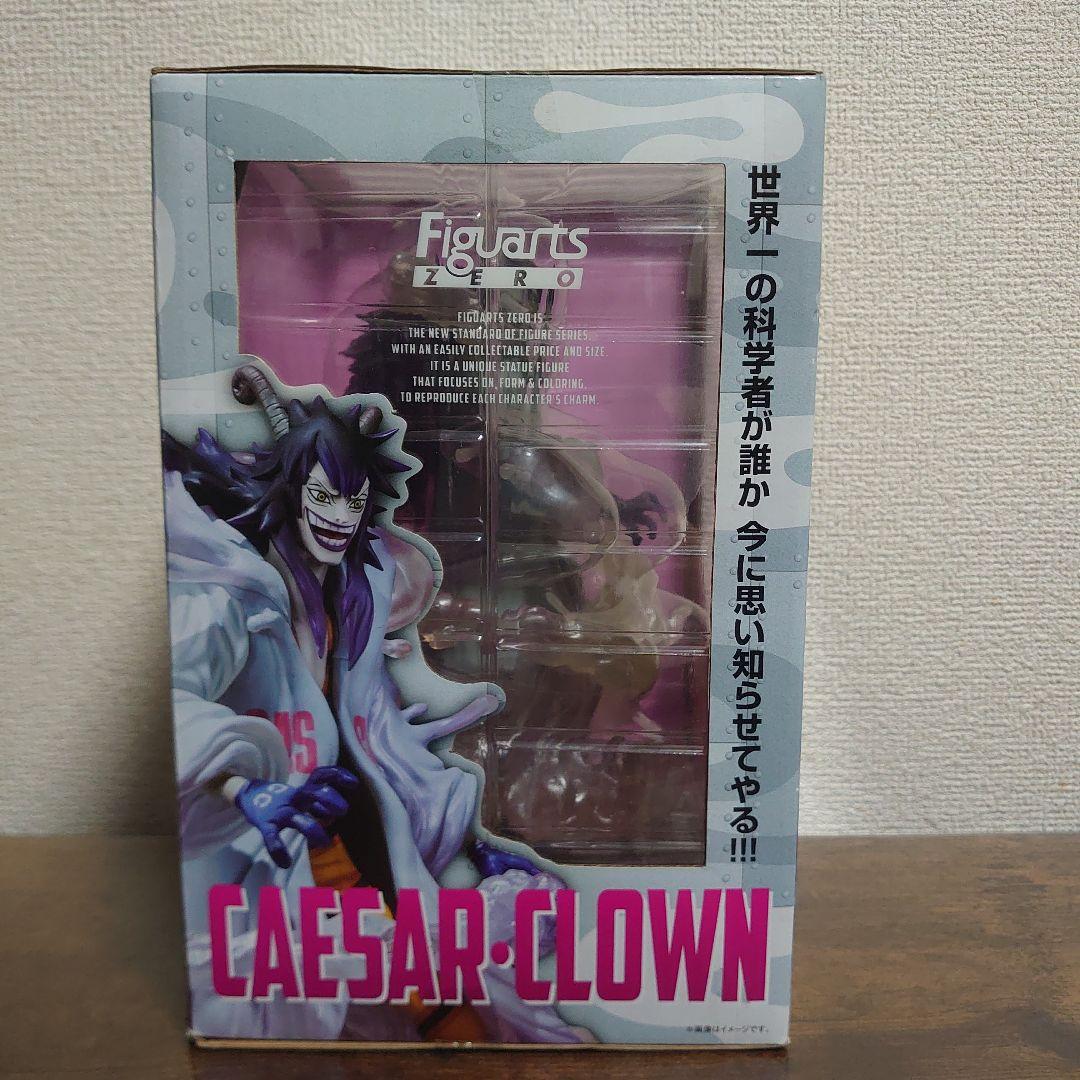 Figuarts
ZERO
FIGUARTS ZERO IS
THE NEW STANDARD OF FIGURE SERIES.
WITH AN EASILY COLLECTABLE PRICE AND SIZE.
IT IS A UNIQUE STATUE FIGURE
THAT FOCUSES ON, FORM & COLORING,
TO REPRODUCE EACH CHARACTER'S CHARM.
世界一の科学者が誰か 今に思い知らせてやる!!!
CAESAR・CLOWN
※画像はイメージです。